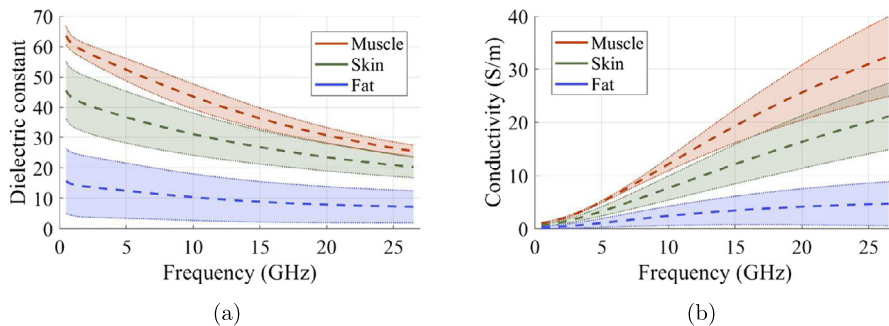 70
60
50
40
30
20
10
0
Dielectric constant
Muscle
Skin
Fat
0 5 10 15 20 25
Frequency (GHz)
(a)
40
30
20
10
0
Conductivity (S/m)
Muscle
Skin
Fat
0 5 10 15 20 25
Frequency (GHz)
(b)